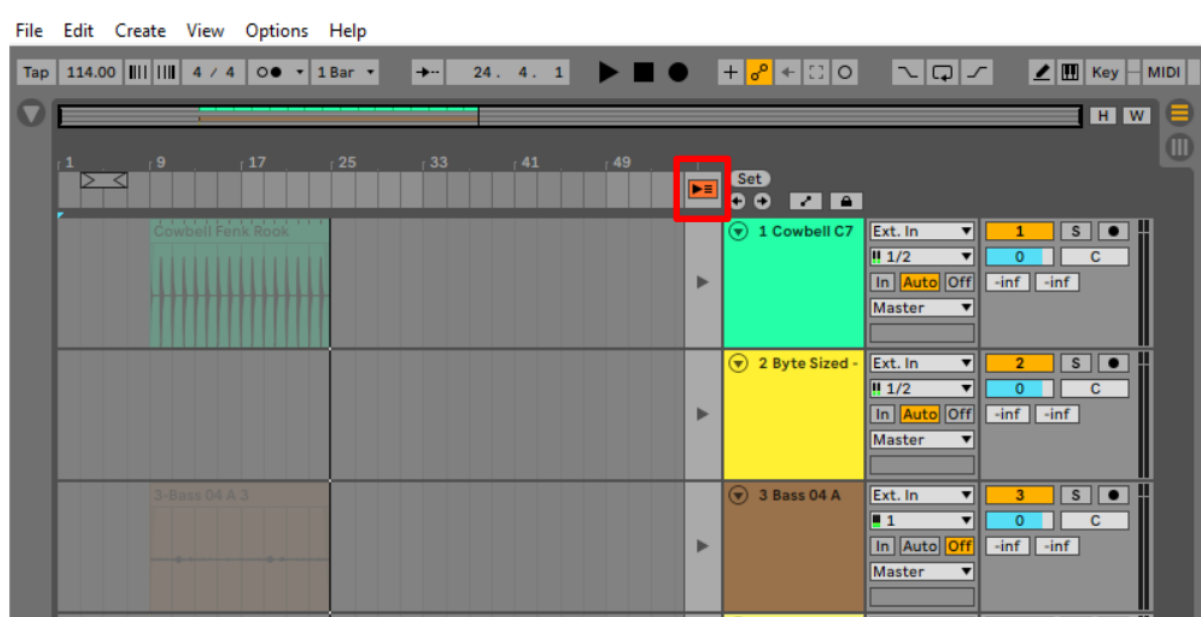 File Edit Create View Options Help
Tap 114.00 4 / 4 1 Bar 24. 4. 1 Key MIDI
H W
1 9 17 25 33 41 49
Set
Cowbell Fenk Rook 1 Cowbell C7 Ext. In 1 S
1/2 0 C
In Auto Off -inf -inf
Master
2 Byte Sized - Ext. In 2 S
1/2 0 C
In Auto Off -inf -inf
Master
3-Bass 04 A 3 3 Bass 04 A Ext. In 3 S
1 0 C
In Auto Off -inf -inf
Master